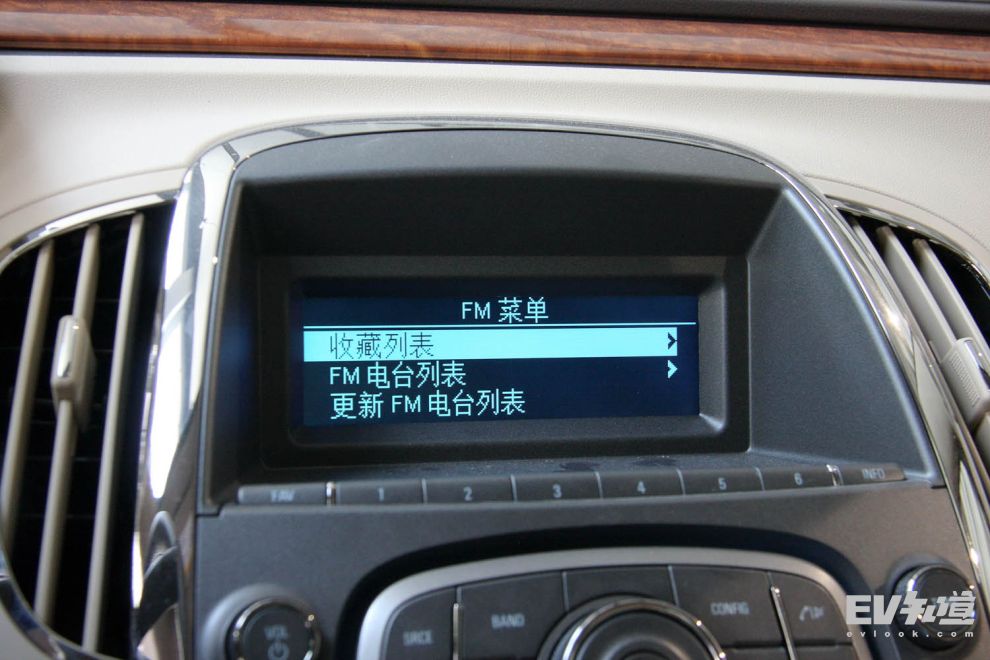 FM 菜单
收藏列表
FM 电台列表
更新 FM 电台列表
FAV 1 2 3 4 5 6 INFO
SRCE BAND CONFIG
VOL
EV知道
evlook.com